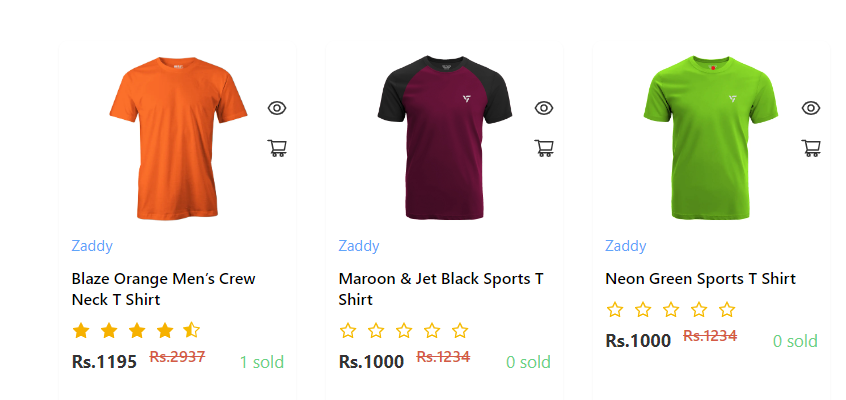 Zaddy
Blaze Orange Men's Crew
Neck T Shirt
Rs.1195 Rs.2937 1 sold
Zaddy
Maroon & Jet Black Sports T
Shirt
Rs.1000 Rs.1234 0 sold
Zaddy
Neon Green Sports T Shirt
Rs.1000 Rs.1234 0 sold